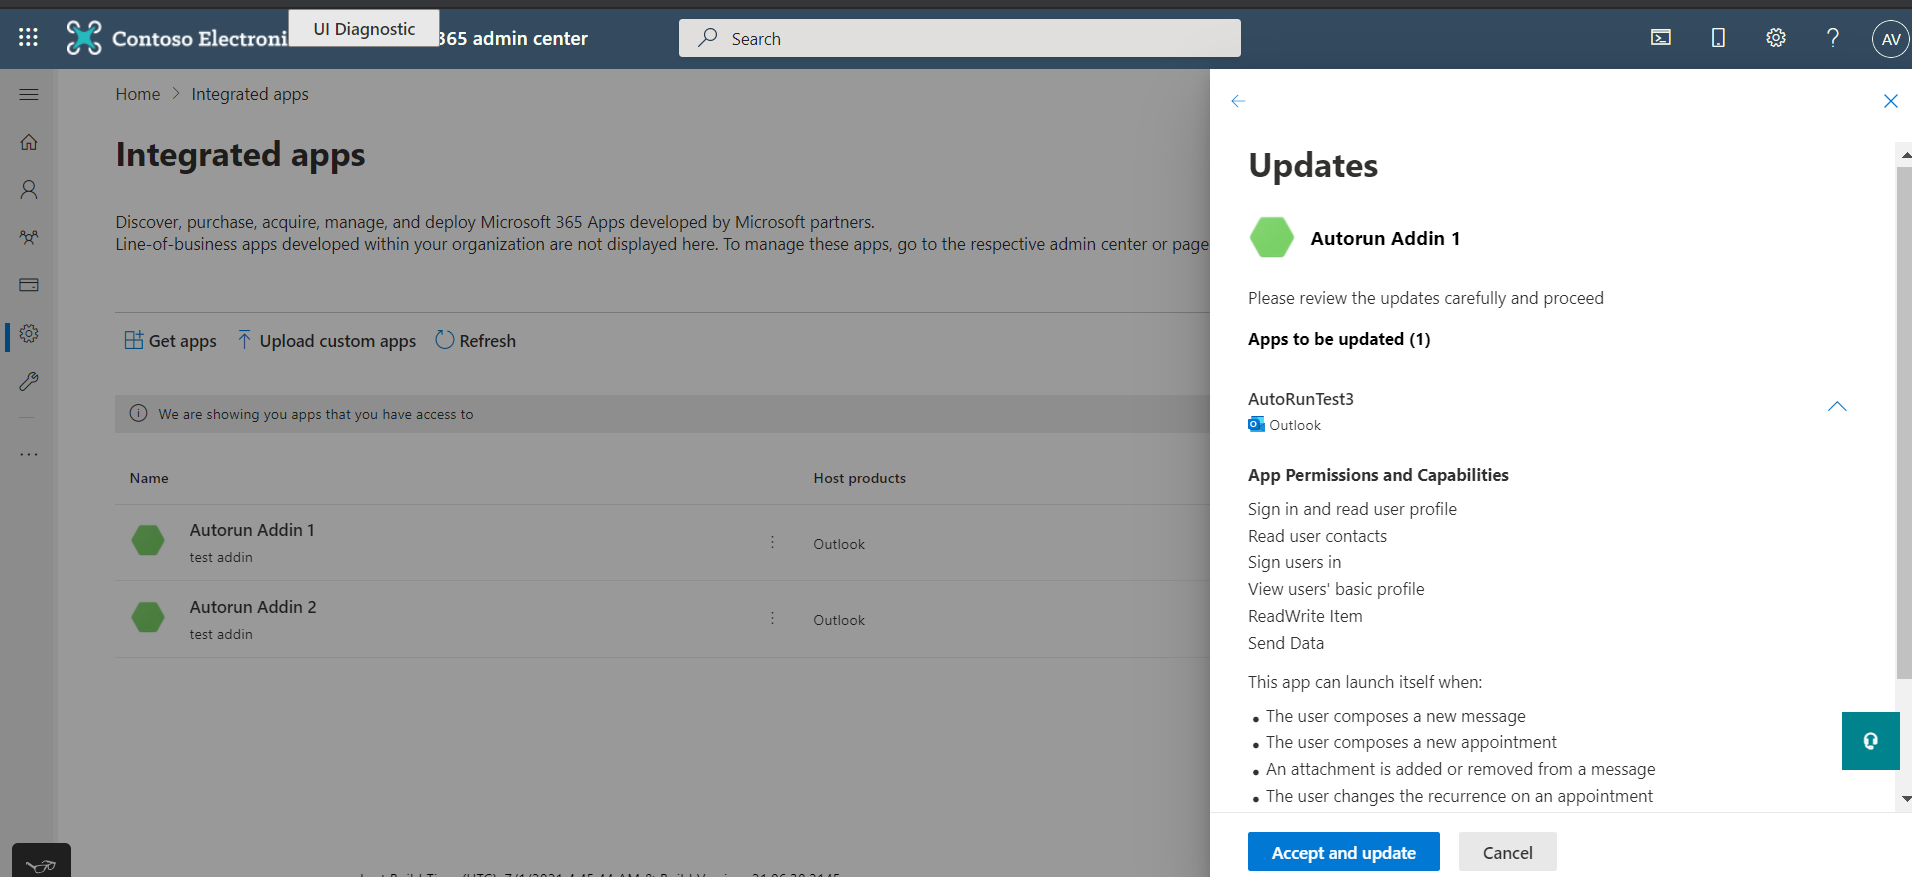 Contoso Electroni
UI Diagnostic
365 admin center
Search
AV
Home > Integrated apps
Integrated apps
Discover, purchase, acquire, manage, and deploy Microsoft 365 Apps developed by Microsoft partners.
Line-of-business apps developed within your organization are not displayed here. To manage these apps, go to the respective admin center or page
Get apps
Upload custom apps
Refresh
We are showing you apps that you have access to
Name
Host products
Autorun Addin 1
test addin
Outlook
Autorun Addin 2
test addin
Outlook
Updates
Autorun Addin 1
Please review the updates carefully and proceed
Apps to be updated (1)
AutoRunTest3
Outlook
App Permissions and Capabilities
Sign in and read user profile
Read user contacts
Sign users in
View users' basic profile
ReadWrite Item
Send Data
This app can launch itself when:
• The user composes a new message
• The user composes a new appointment
• An attachment is added or removed from a message
• The user changes the recurrence on an appointment
Accept and update
Cancel